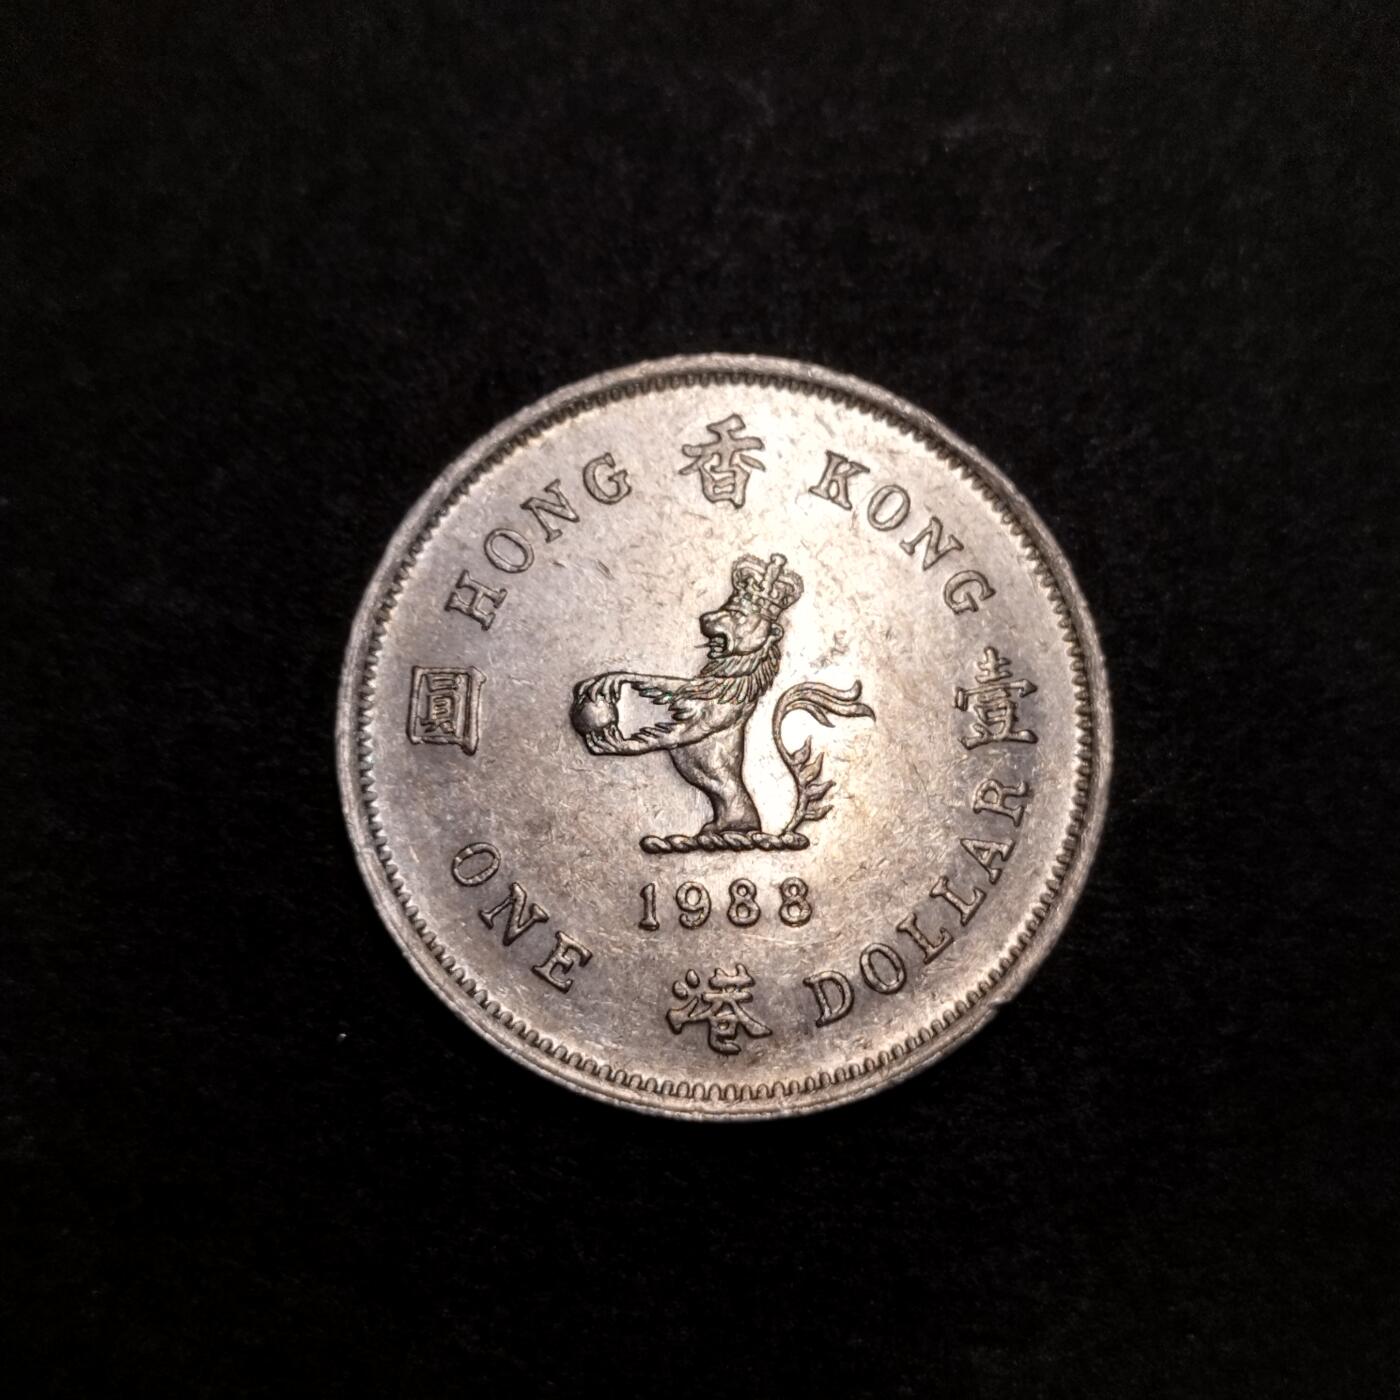 HONG KONG
香港
壹圓
1988
ONE DOLLAR